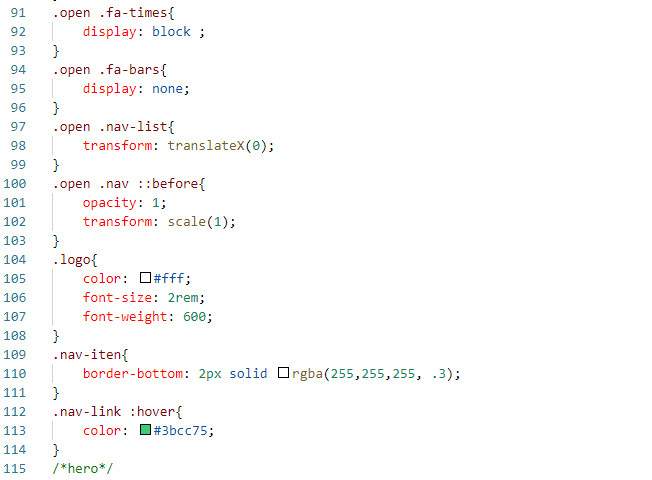 91 .open .fa-times{
92 display: block ;
93 }
94 .open .fa-bars{
95 display: none;
96 }
97 .open .nav-list{
98 transform: translateX(0);
99 }
100 .open .nav ::before{
101 opacity: 1;
102 transform: scale(1);
103 }
104 .logo{
105 color: #fff;
106 font-size: 2rem;
107 font-weight: 600;
108 }
109 .nav-iten{
110 border-bottom: 2px solid rgba(255,255,255, .3);
111 }
112 .nav-link :hover{
113 color: #3bcc75;
114 }
115 /*hero*/